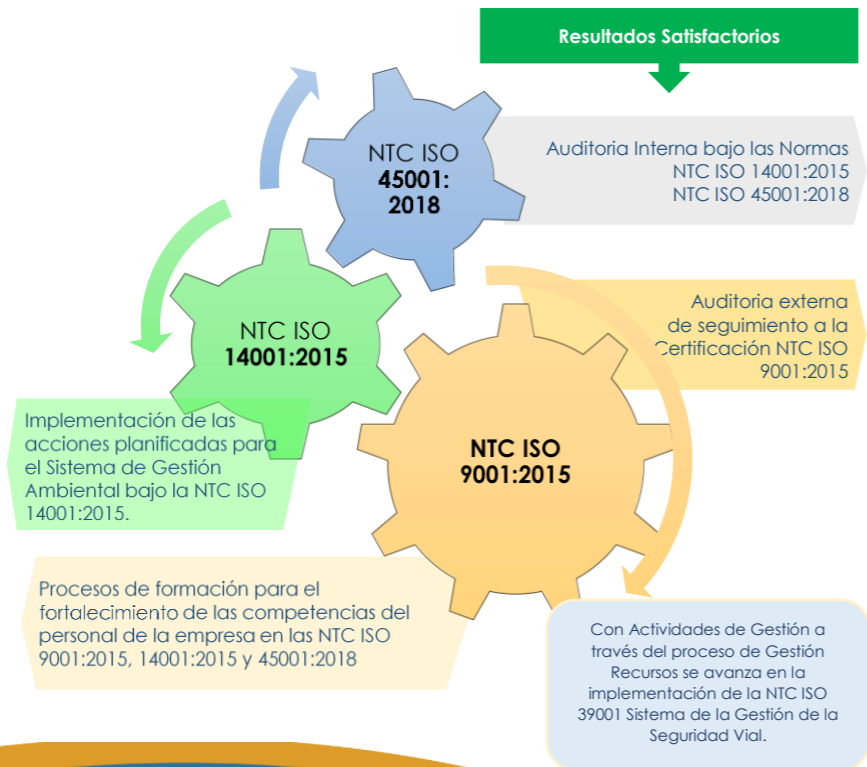 Resultados Satisfactorios
NTC ISO
45001:
2018
Auditoria Interna bajo las Normas
NTC ISO 14001:2015
NTC ISO 45001:2018
NTC ISO
14001:2015
Auditoria externa
de seguimiento a la
Certificación NTC ISO
9001:2015
Implementación de las
acciones planificadas para
el Sistema de Gestión
Ambiental bajo la NTC ISO
14001:2015.
NTC ISO
9001:2015
Procesos de formación para el
fortalecimiento de las competencias del
personal de la empresa en las NTC ISO
9001:2015, 14001:2015 y 45001:2018
Con Actividades de Gestión a
través del proceso de Gestión
Recursos se avanza en la
implementación de la NTC ISO
39001 Sistema de la Gestión de la
Seguridad Vial.